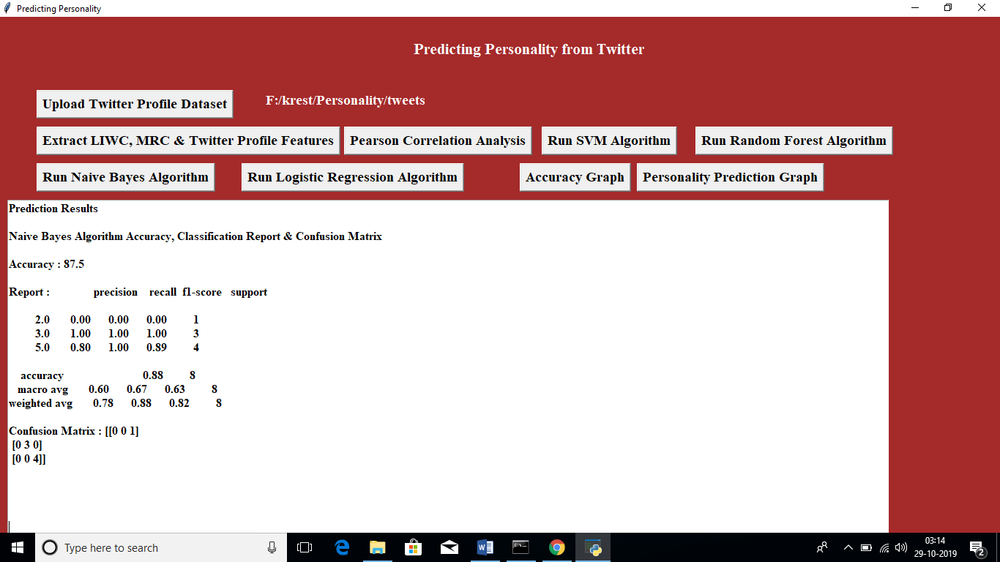 Predicting Personality
Predicting Personality from Twitter
Upload Twitter Profile Dataset F:/krest/Personality/tweets
Extract LIWC, MRC & Twitter Profile Features Pearson Correlation Analysis Run SVM Algorithm Run Random Forest Algorithm
Run Naive Bayes Algorithm Run Logistic Regression Algorithm Accuracy Graph Personality Prediction Graph
Prediction Results
Naive Bayes Algorithm Accuracy, Classification Report & Confusion Matrix
Accuracy : 87.5
Report : precision recall f1-score support
2.0 0.00 0.00 0.00 1
3.0 1.00 1.00 1.00 3
5.0 0.80 1.00 0.89 4
accuracy 0.88 8
macro avg 0.60 0.67 0.63 8
weighted avg 0.78 0.88 0.82 8
Confusion Matrix : [[0 0 1]
[0 3 0]
[0 0 4]]
Type here to search
03:14
29-10-2019
2